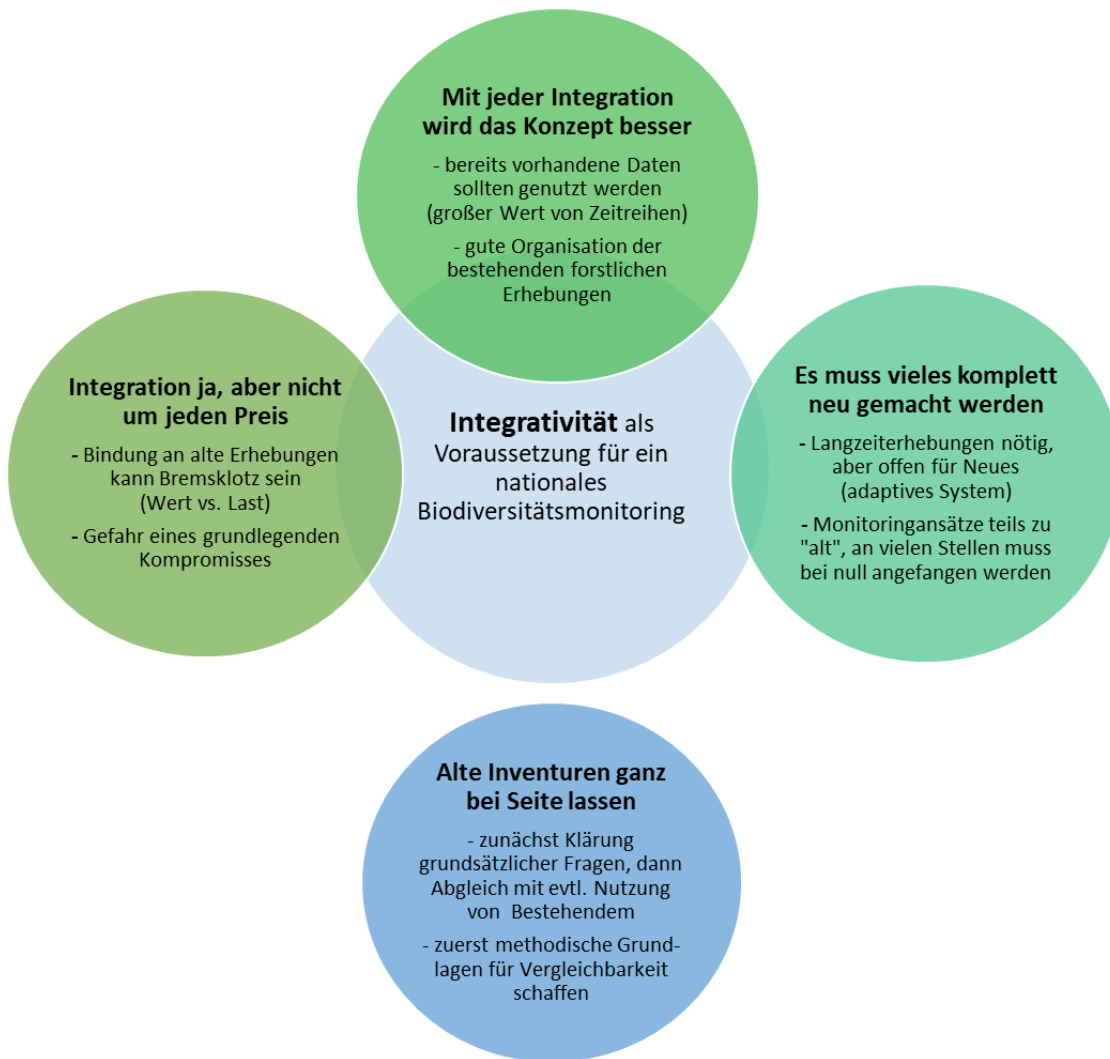 Mit jeder Integration
wird das Konzept besser
- bereits vorhandene Daten
sollten genutzt werden
(großer Wert von Zeitreihen)
- gute Organisation der
bestehenden forstlichen
Erhebungen
Integration ja, aber nicht
um jeden Preis
- Bindung an alte Erhebungen
kann Bremsklotz sein
(Wert vs. Last)
- Gefahr eines grundlegenden
Kompromisses
Integrativität als
Voraussetzung für ein
nationales
Biodiversitätsmonitoring
Es muss vieles komplett
neu gemacht werden
- Langzeiterhebungen nötig,
aber offen für Neues
(adaptives System)
- Monitoringansätze teils zu
"alt", an vielen Stellen muss
bei null angefangen werden
Alte Inventuren ganz
bei Seite lassen
- zunächst Klärung
grundsätzlicher Fragen, dann
Abgleich mit evtl. Nutzung
von Bestehendem
- zuerst methodische Grund-
lagen für Vergleichbarkeit
schaffen